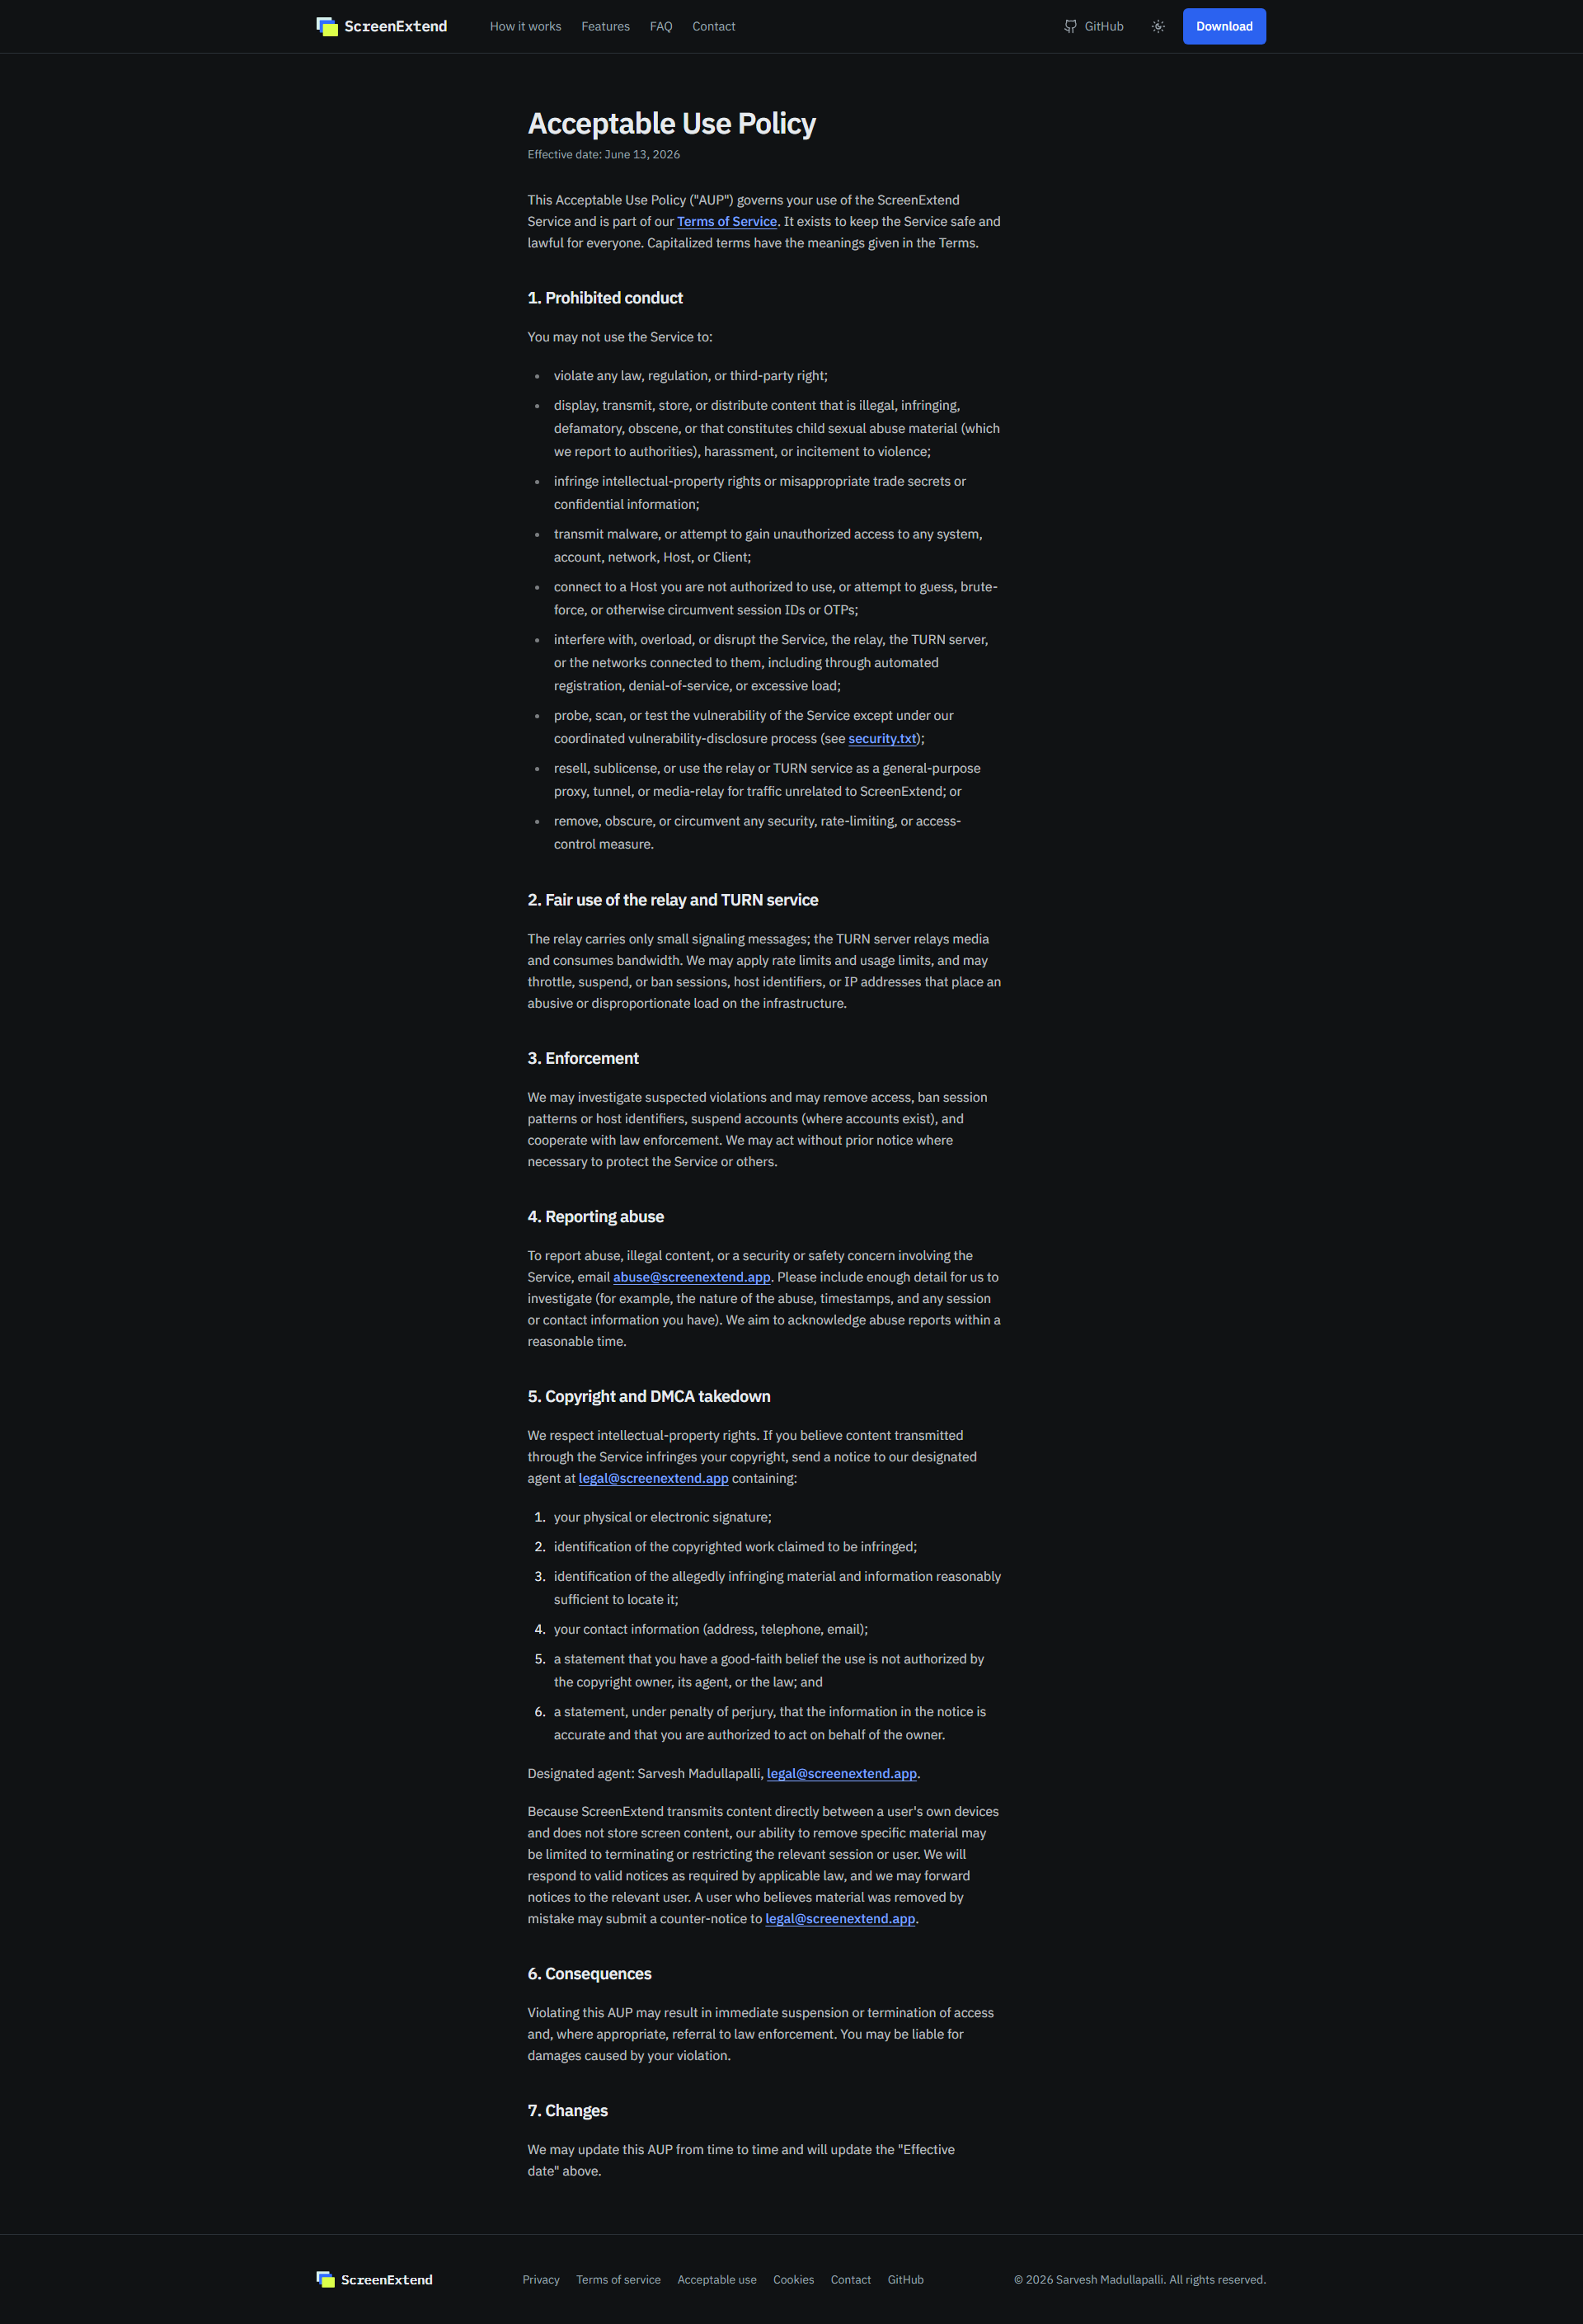 ScreenExtend
How it works
Features
FAQ
Contact
GitHub
Download
Acceptable Use Policy
Effective date: June 13, 2026
This Acceptable Use Policy ("AUP") governs your use of the ScreenExtend
Service and is part of our Terms of Service. It exists to keep the Service safe and
lawful for everyone. Capitalized terms have the meanings given in the Terms.
1. Prohibited conduct
You may not use the Service to:
• violate any law, regulation, or third-party right;
• display, transmit, store, or distribute content that is illegal, infringing,
defamatory, obscene, or that constitutes child sexual abuse material (which
we report to authorities), harassment, or incitement to violence;
• infringe intellectual-property rights or misappropriate trade secrets or
confidential information;
• transmit malware, or attempt to gain unauthorized access to any system,
account, network, Host, or Client;
• connect to a Host you are not authorized to use, or attempt to guess, brute-
force, or otherwise circumvent session IDs or OTPs;
• interfere with, overload, or disrupt the Service, the relay, the TURN server,
or the networks connected to them, including through automated
registration, denial-of-service, or excessive load;
• probe, scan, or test the vulnerability of the Service except under our
coordinated vulnerability-disclosure process (see security.txt);
• resell, sublicense, or use the relay or TURN service as a general-purpose
proxy, tunnel, or media-relay for traffic unrelated to ScreenExtend; or
• remove, obscure, or circumvent any security, rate-limiting, or access-
control measure.
2. Fair use of the relay and TURN service
The relay carries only small signaling messages; the TURN server relays media
and consumes bandwidth. We may apply rate limits and usage limits, and may
throttle, suspend, or ban sessions, host identifiers, or IP addresses that place an
abusive or disproportionate load on the infrastructure.
3. Enforcement
We may investigate suspected violations and may remove access, ban session
patterns or host identifiers, suspend accounts (where accounts exist), and
cooperate with law enforcement. We may act without prior notice where
necessary to protect the Service or others.
4. Reporting abuse
To report abuse, illegal content, or a security or safety concern involving the
Service, email abuse@screenextend.app. Please include enough detail for us to
investigate (for example, the nature of the abuse, timestamps, and any session
or contact information you have). We aim to acknowledge abuse reports within a
reasonable time.
5. Copyright and DMCA takedown
We respect intellectual-property rights. If you believe content transmitted
through the Service infringes your copyright, send a notice to our designated
agent at legal@screenextend.app containing:
1. your physical or electronic signature;
2. identification of the copyrighted work claimed to be infringed;
3. identification of the allegedly infringing material and information reasonably
sufficient to locate it;
4. your contact information (address, telephone, email);
5. a statement that you have a good-faith belief the use is not authorized by
the copyright owner, its agent, or the law; and
6. a statement, under penalty of perjury, that the information in the notice is
accurate and that you are authorized to act on behalf of the owner.
Designated agent: Sarvesh Madullapalli, legal@screenextend.app.
Because ScreenExtend transmits content directly between a user's own devices
and does not store screen content, our ability to remove specific material may
be limited to terminating or restricting the relevant session or user. We will
respond to valid notices as required by applicable law, and we may forward
notices to the relevant user. A user who believes material was removed by
mistake may submit a counter-notice to legal@screenextend.app.
6. Consequences
Violating this AUP may result in immediate suspension or termination of access
and, where appropriate, referral to law enforcement. You may be liable for
damages caused by your violation.
7. Changes
We may update this AUP from time to time and will update the "Effective
date" above.
ScreenExtend
Privacy
Terms of service
Acceptable use
Cookies
Contact
GitHub
© 2026 Sarvesh Madullapalli. All rights reserved.